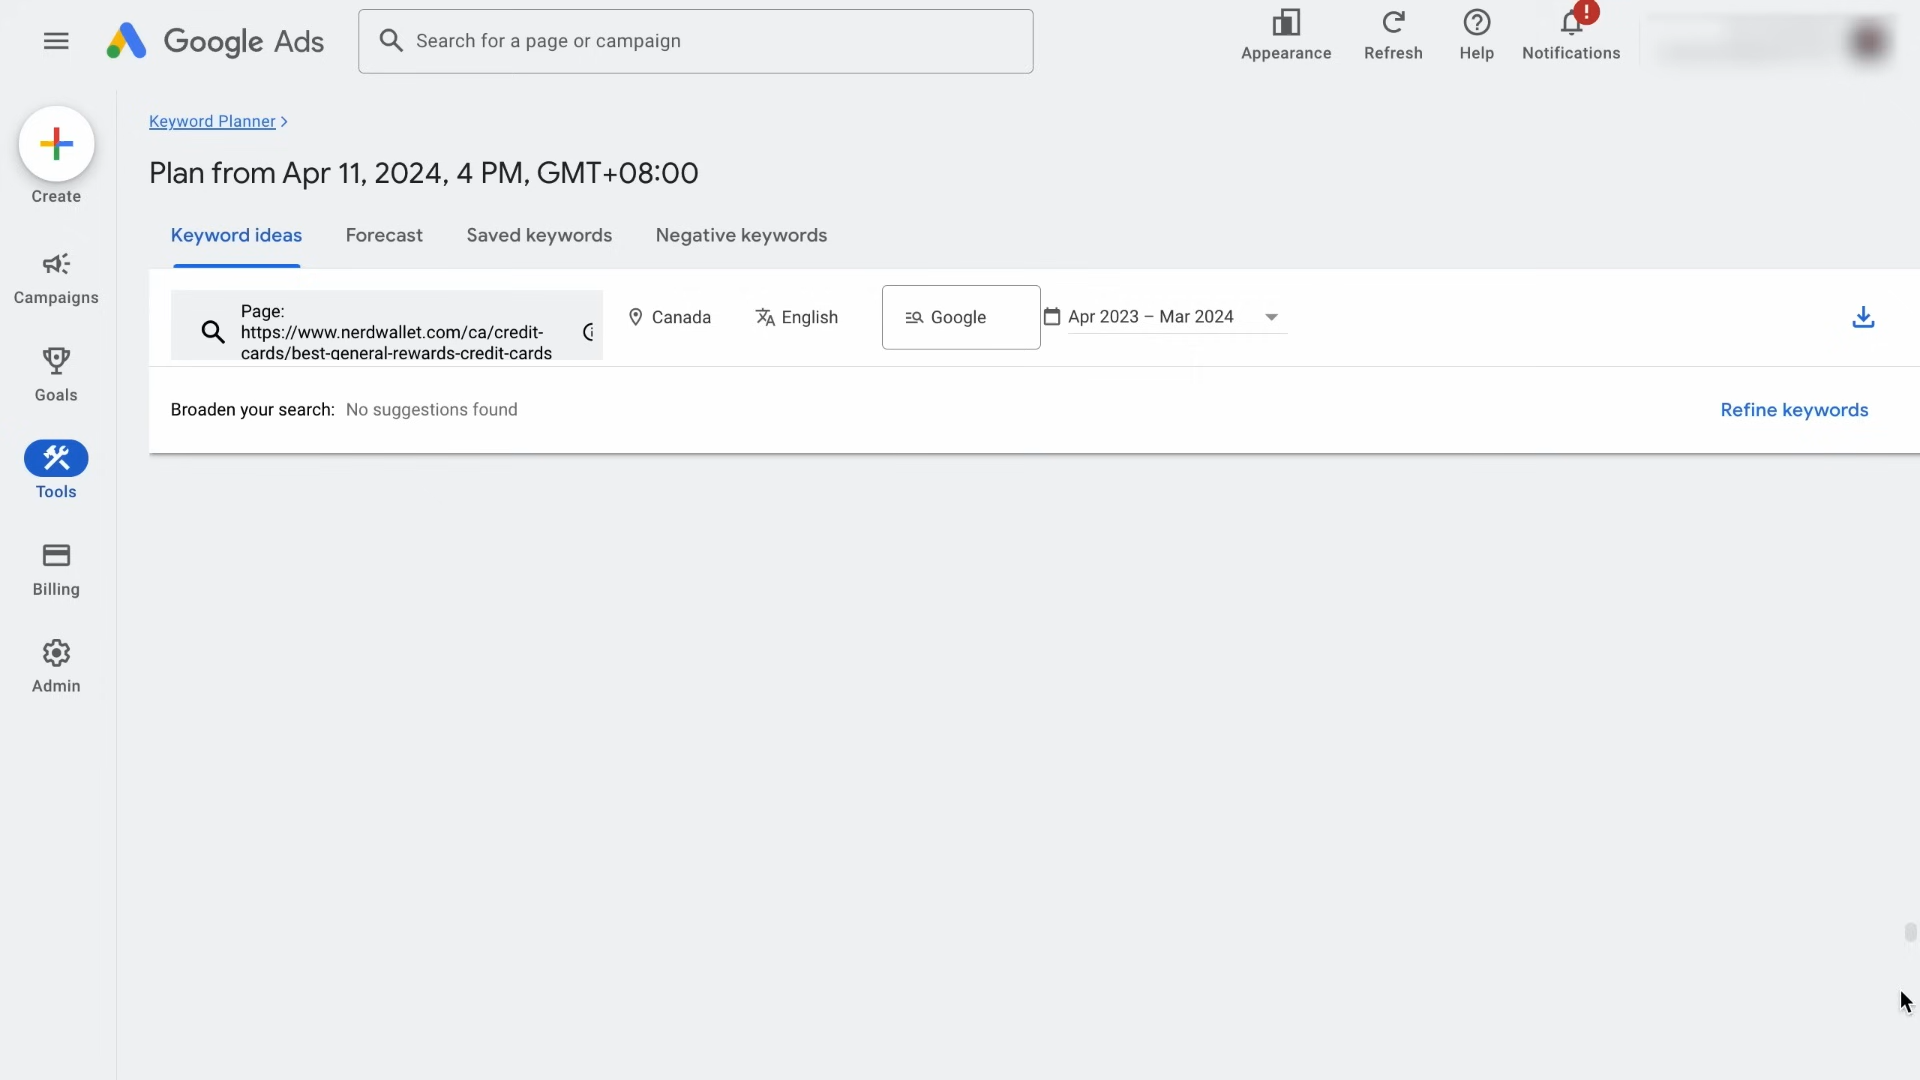 Google Ads
Search for a page or campaign
Appearance
Refresh
Help
!
Notifications
Create
Campaigns
Goals
Tools
Billing
Admin
Keyword Planner >
Plan from Apr 11, 2024, 4 PM, GMT+08:00
Keyword ideas
Forecast
Saved keywords
Negative keywords
Page:
https://www.nerdwallet.com/ca/credit-
cards/best-general-rewards-credit-cards
Canada
English
Google
Apr 2023 – Mar 2024
Broaden your search: No suggestions found
Refine keywords